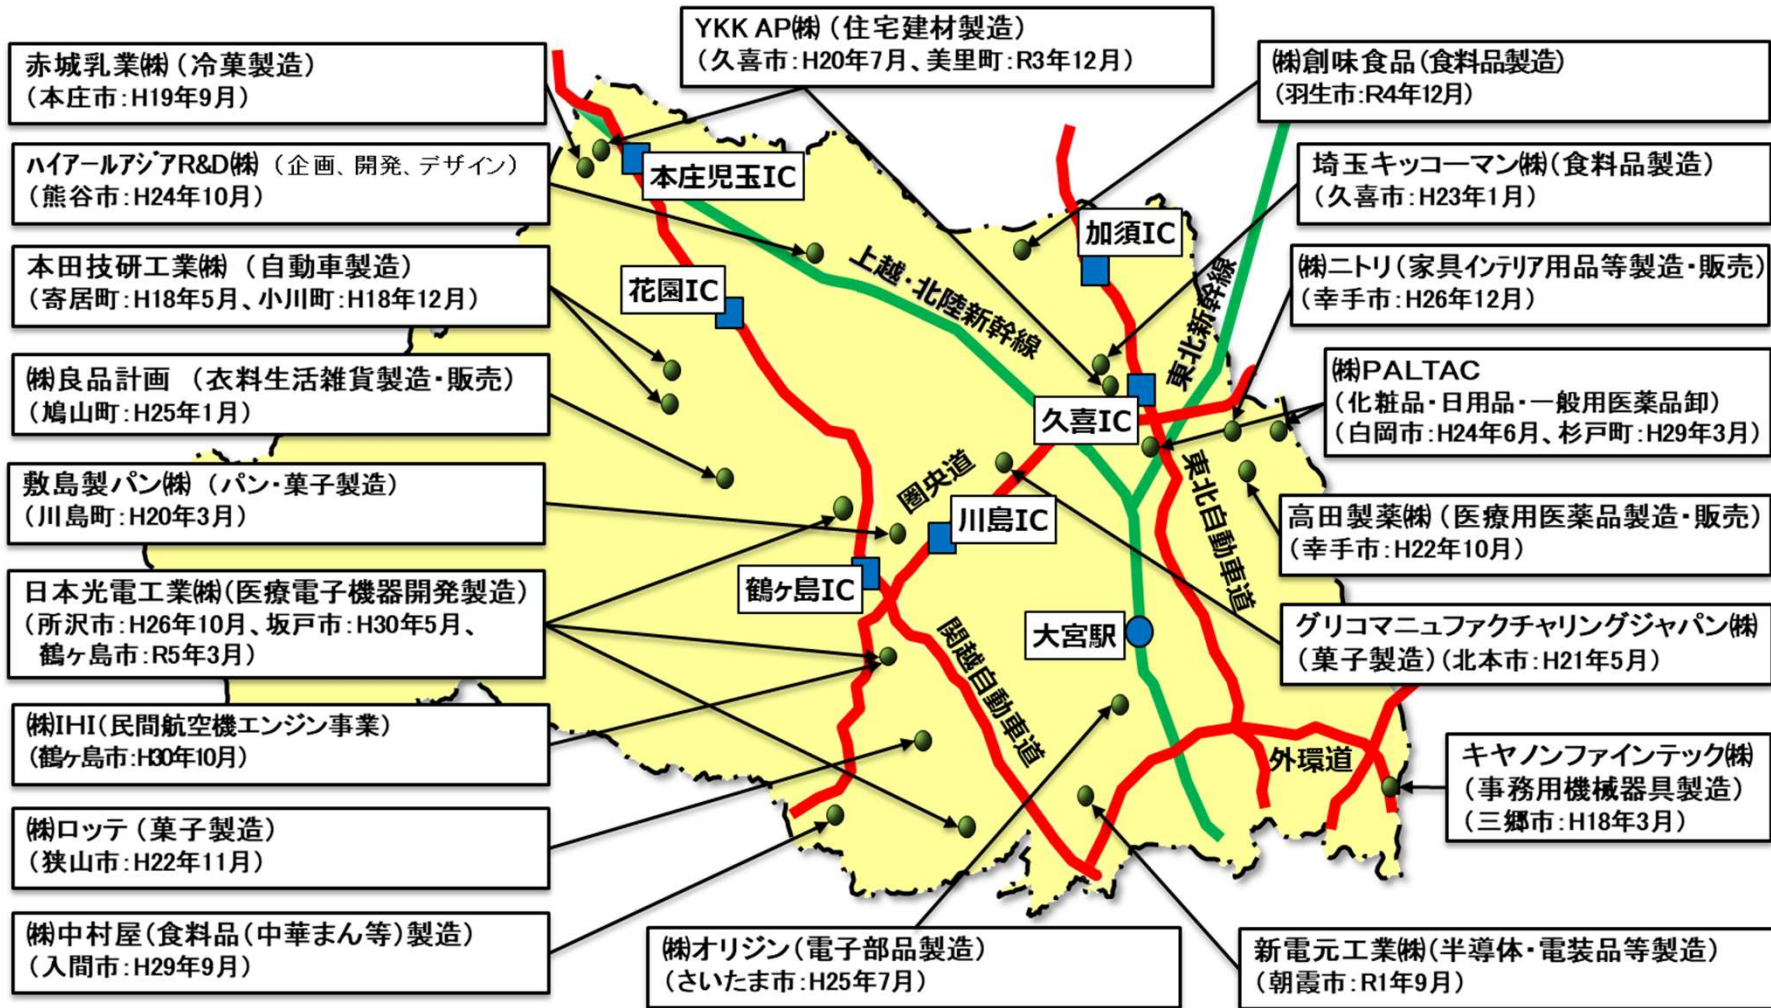 YKK AP㈱ (住宅建材製造)
(久喜市：H20年7月、美里町：R3年12月)
赤城乳業㈱ (冷菓製造)
(本庄市：H19年9月)
ハイアールアジアR&D㈱ (企画、開発、デザイン)
(熊谷市：H24年10月)
本田技研工業㈱ (自動車製造)
(寄居町：H18年5月、小川町：H18年12月)
㈱良品計画 (衣料生活雑貨製造・販売)
(鳩山町：H25年1月)
敷島製パン㈱ (パン・菓子製造)
(川島町：H20年3月)
日本光電工業㈱(医療電子機器開発製造)
(所沢市：H26年10月、坂戸市：H30年5月、
鶴ヶ島市：R5年3月)
㈱IHI(民間航空機エンジン事業)
(鶴ヶ島市：H30年10月)
㈱ロッテ (菓子製造)
(狭山市：H22年11月)
㈱中村屋(食料品(中華まん等)製造)
(入間市：H29年9月)
本庄児玉IC
花園IC
上越・北陸新幹線
加須IC
東北新幹線
久喜IC
圏央道
川島IC
東北自動車道
鶴ヶ島IC
大宮駅
関越自動車道
外環道
㈱創味食品(食料品製造)
(羽生市：R4年12月)
埼玉キッコーマン㈱(食料品製造)
(久喜市：H23年1月)
㈱ニトリ(家具インテリア用品等製造・販売)
(幸手市：H26年12月)
㈱PALTAC
(化粧品・日用品・一般用医薬品卸)
(白岡市：H24年6月、杉戸町：H29年3月)
高田製薬㈱(医療用医薬品製造・販売)
(幸手市：H22年10月)
グリコマニュファクチャリングジャパン㈱
(菓子製造)(北本市：H21年5月)
キヤノンファインテック㈱
(事務用機械器具製造)
(三郷市：H18年3月)
㈱オリジン(電子部品製造)
(さいたま市：H25年7月)
新電元工業㈱(半導体・電装品等製造)
(朝霞市：R1年9月)